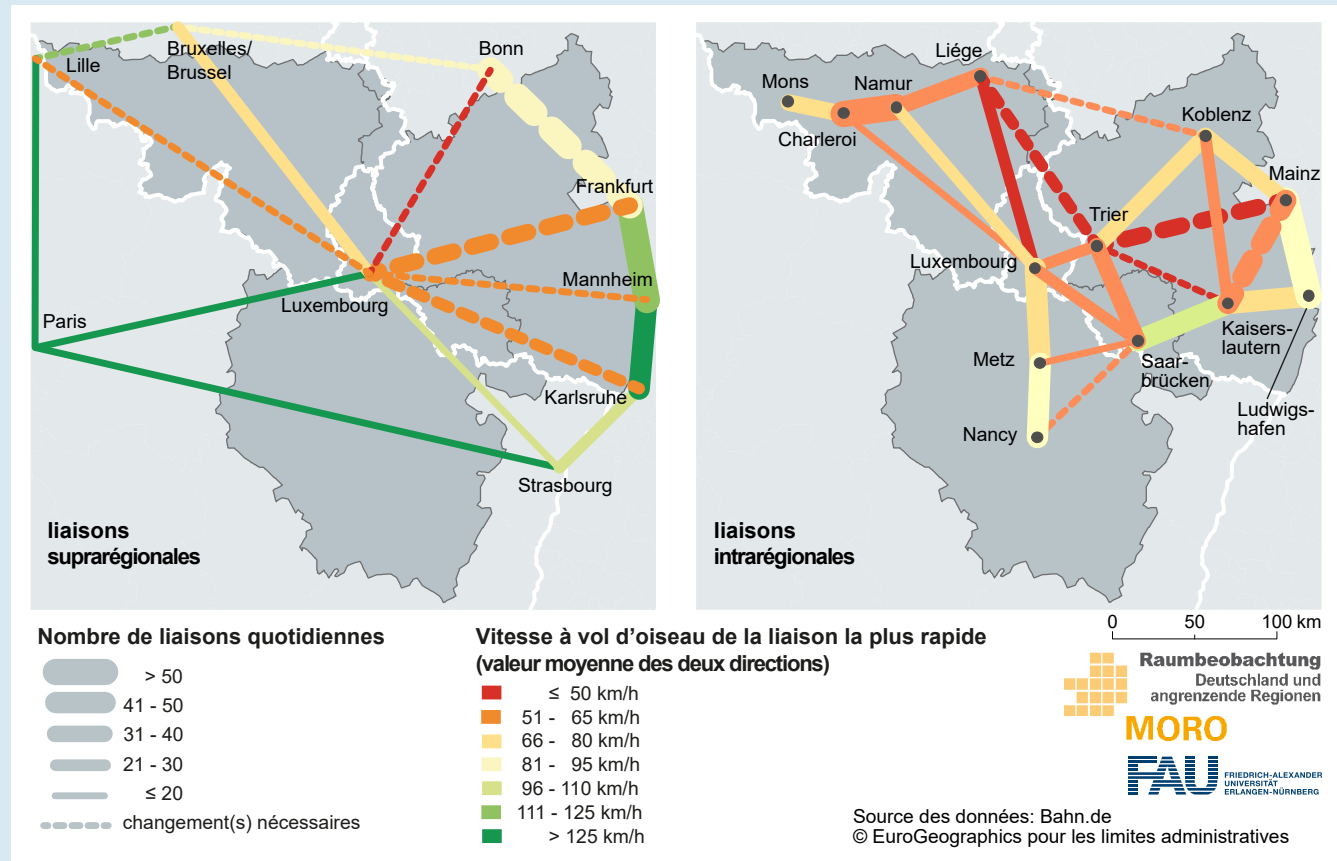 Lille
Bruxelles/
Brussel
Bonn
Frankfurt
Mannheim
Luxembourg
Paris
Karlsruhe
Strasbourg
liaisons
suprarégionales
Liége
Mons
Namur
Charleroi
Koblenz
Mainz
Trier
Luxembourg
Kaisers-
lautern
Metz
Saar-
brücken
Ludwigs-
hafen
Nancy
liaisons
intrarégionales
Nombre de liaisons quotidiennes
> 50
41 - 50
31 - 40
21 - 30
≤ 20
changement(s) nécessaires
Vitesse à vol d'oiseau de la liaison la plus rapide
(valeur moyenne des deux directions)
≤ 50 km/h
51 - 65 km/h
66 - 80 km/h
81 - 95 km/h
96 - 110 km/h
111 - 125 km/h
> 125 km/h
0 50 100 km
Raumbeobachtung
Deutschland und
angrenzende Regionen
MORO
FAU
FRIEDRICH-ALEXANDER
UNIVERSITÄT
ERLANGEN-NÜRNBERG
Source des données: Bahn.de
© EuroGeographics pour les limites administratives